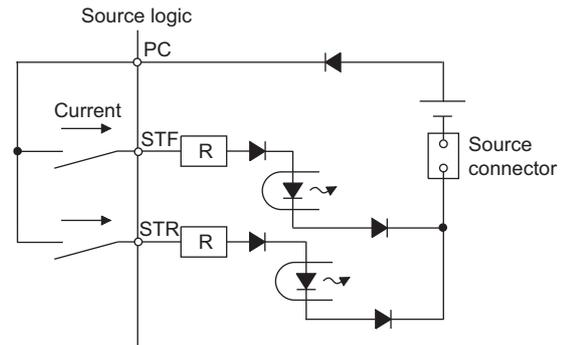 Source logic
PC
Current
STF
R
Source
connector
STR
R